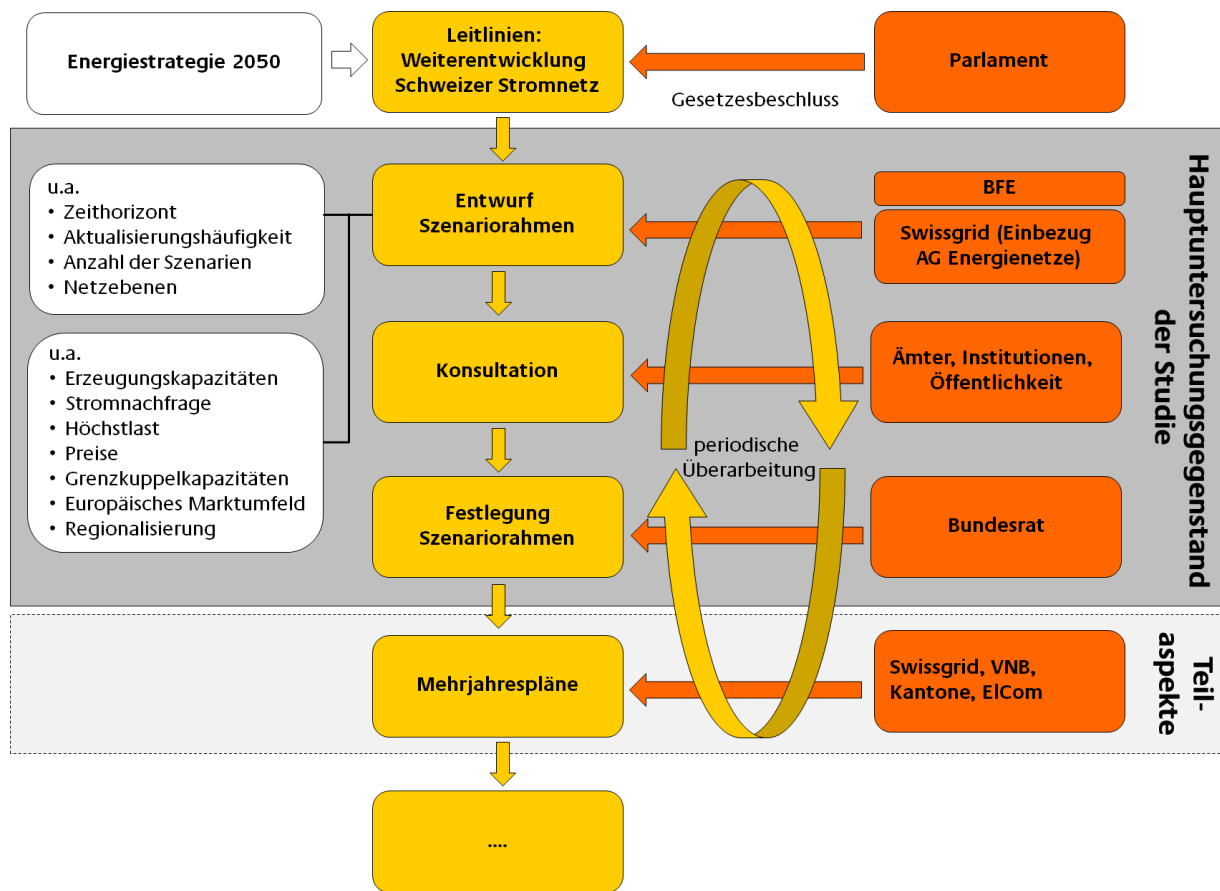 Energiestrategie 2050
Leitlinien:
Weiterentwicklung
Schweizer Stromnetz
Gesetzesbeschluss
Parlament
u.a.
• Zeithorizont
• Aktualisierungshäufigkeit
• Anzahl der Szenarien
• Netzebenen
Entwurf
Szenariorahmen
BFE
Swissgrid (Einbezug
AG Energienetze)
u.a.
• Erzeugungskapazitäten
• Stromnachfrage
• Höchstlast
• Preise
• Grenzkuppelkapazitäten
• Europäisches Marktumfeld
• Regionalisierung
Konsultation
Ämter, Institutionen,
Öffentlichkeit
periodische
Überarbeitung
Festlegung
Szenariorahmen
Bundesrat
Hauptuntersuchungsgegenstand
der Studie
Mehrjahrespläne
Swissgrid, VNB,
Kantone, ElCom
Teil-
aspekte
....